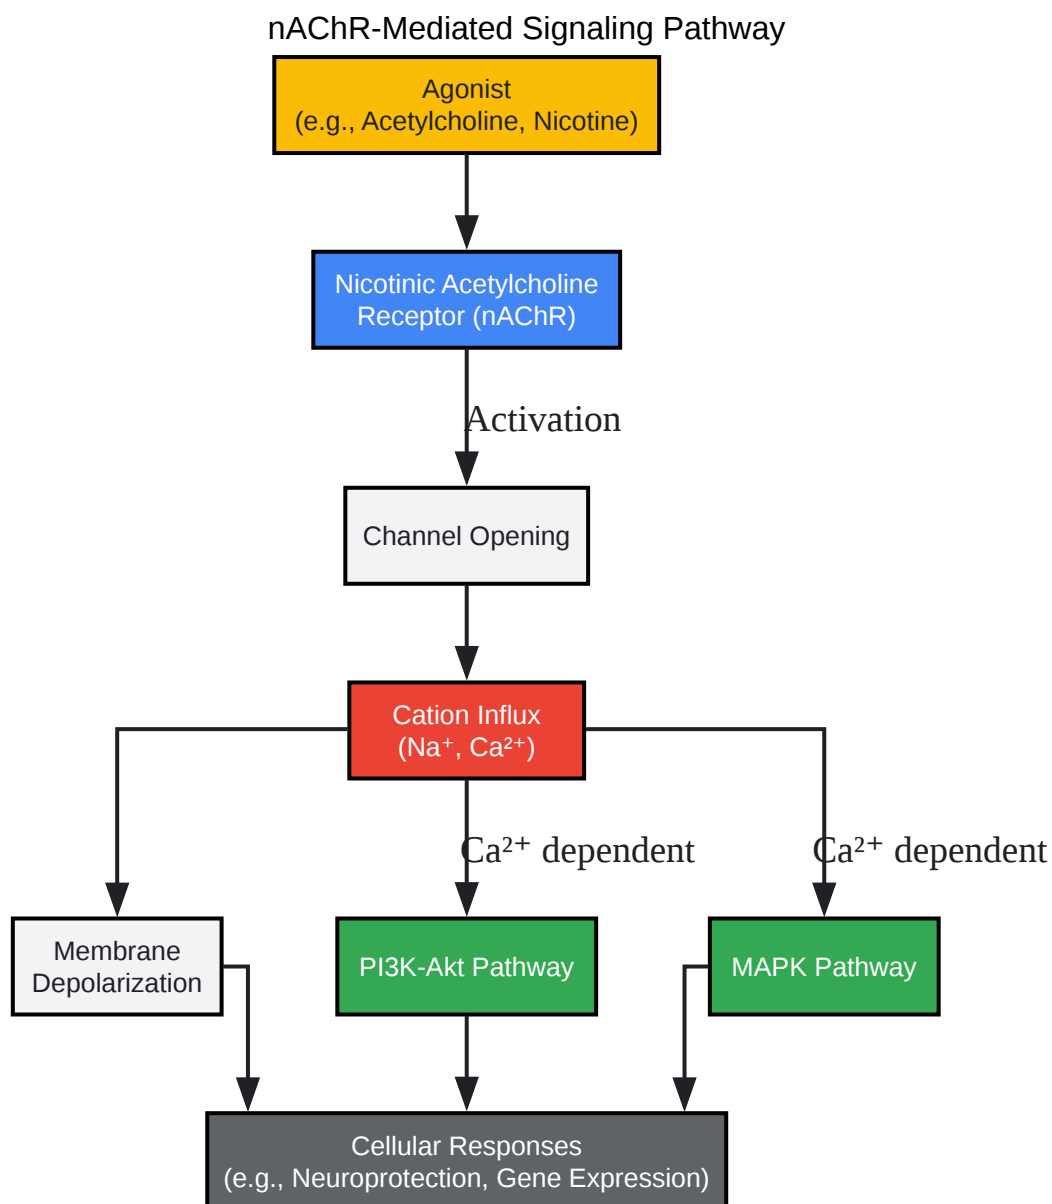 nAChR-Mediated Signaling Pathway
Agonist
(e.g., Acetylcholine, Nicotine)
Nicotinic Acetylcholine
Receptor (nAChR)
Activation
Channel Opening
Cation Influx
(Na⁺, Ca²⁺)
Ca²⁺ dependent
Ca²⁺ dependent
Membrane
Depolarization
PI3K-Akt Pathway
MAPK Pathway
Cellular Responses
(e.g., Neuroprotection, Gene Expression)